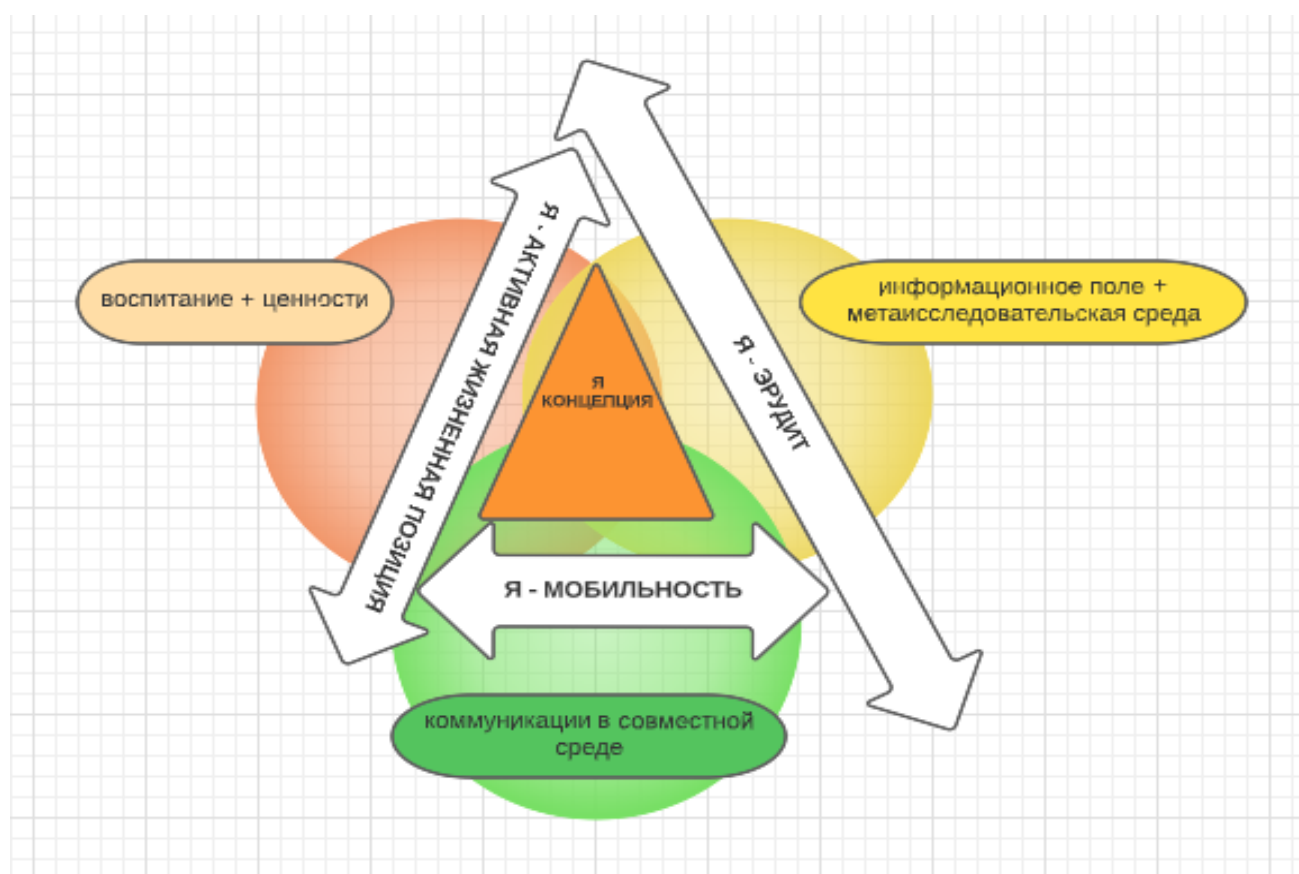 воспитание + ценности
Я - АКТИВНАЯ ЖИЗНЕННАЯ ПОЗИЦИЯ
информационное поле +
метаисследовательская среда
Я - ЭРУДИТ
Я
КОНЦЕПЦИЯ
Я - МОБИЛЬНОСТЬ
коммуникации в совместной
среде